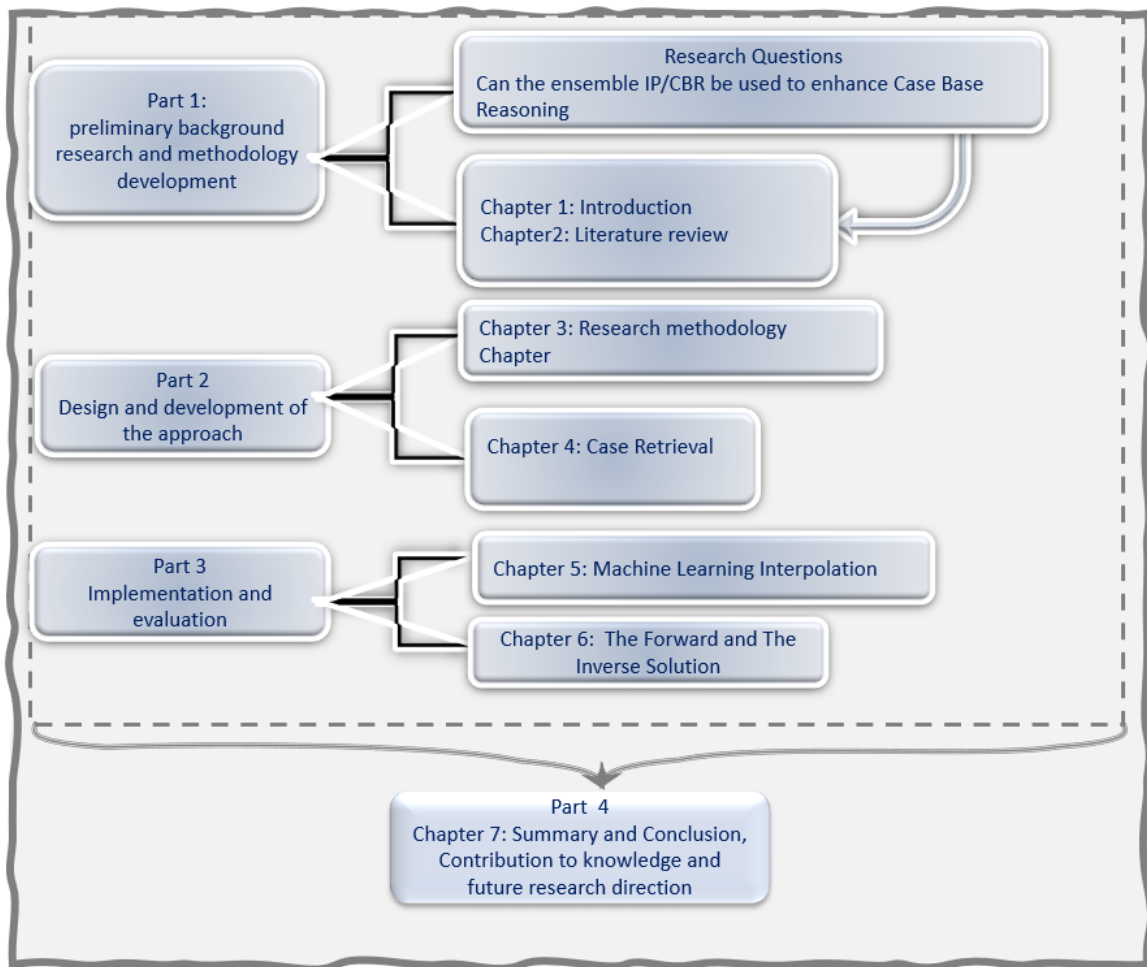 Part 1:
preliminary background
research and methodology
development
Research Questions
Can the ensemble IP/CBR be used to enhance Case Base
Reasoning
Chapter 1: Introduction
Chapter2: Literature review
Part 2
Design and development of
the approach
Chapter 3: Research methodology
Chapter
Chapter 4: Case Retrieval
Part 3
Implementation and
evaluation
Chapter 5: Machine Learning Interpolation
Chapter 6:  The Forward and The
Inverse Solution
Part  4
Chapter 7: Summary and Conclusion,
Contribution to knowledge and
future research direction